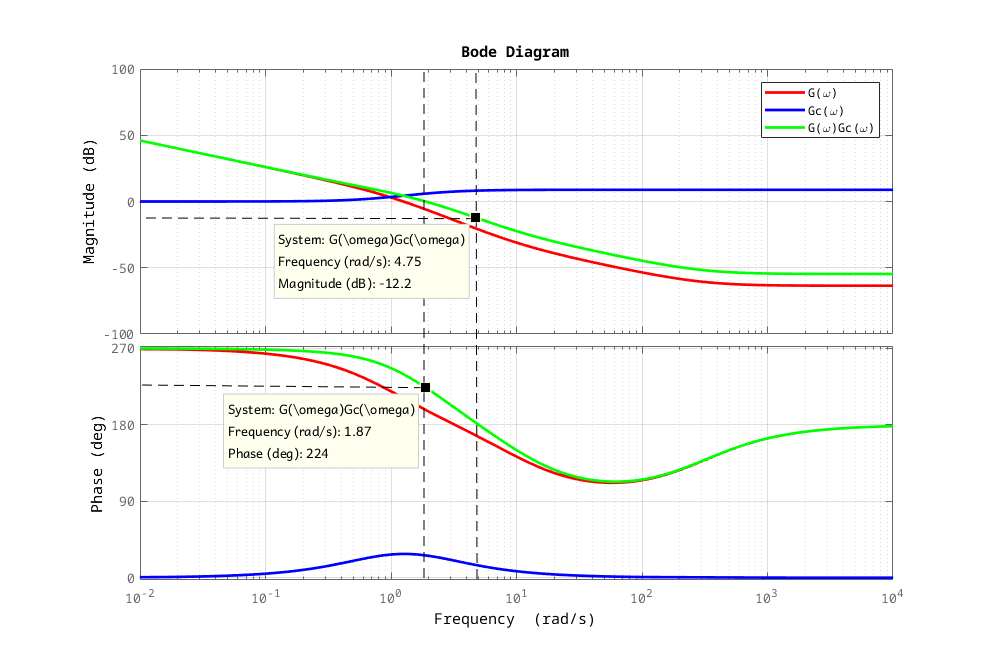 Bode Diagram
100
50
0
-50
-100
Magnitude (dB)
G(ω)
Gc(ω)
G(ω)Gc(ω)
System: G(\omega)Gc(\omega)
Frequency (rad/s): 4.75
Magnitude (dB): -12.2
270
180
90
0
Phase (deg)
System: G(\omega)Gc(\omega)
Frequency (rad/s): 1.87
Phase (deg): 224
10^-2 10^-1 10^0 10^1 10^2 10^3 10^4
Frequency (rad/s)